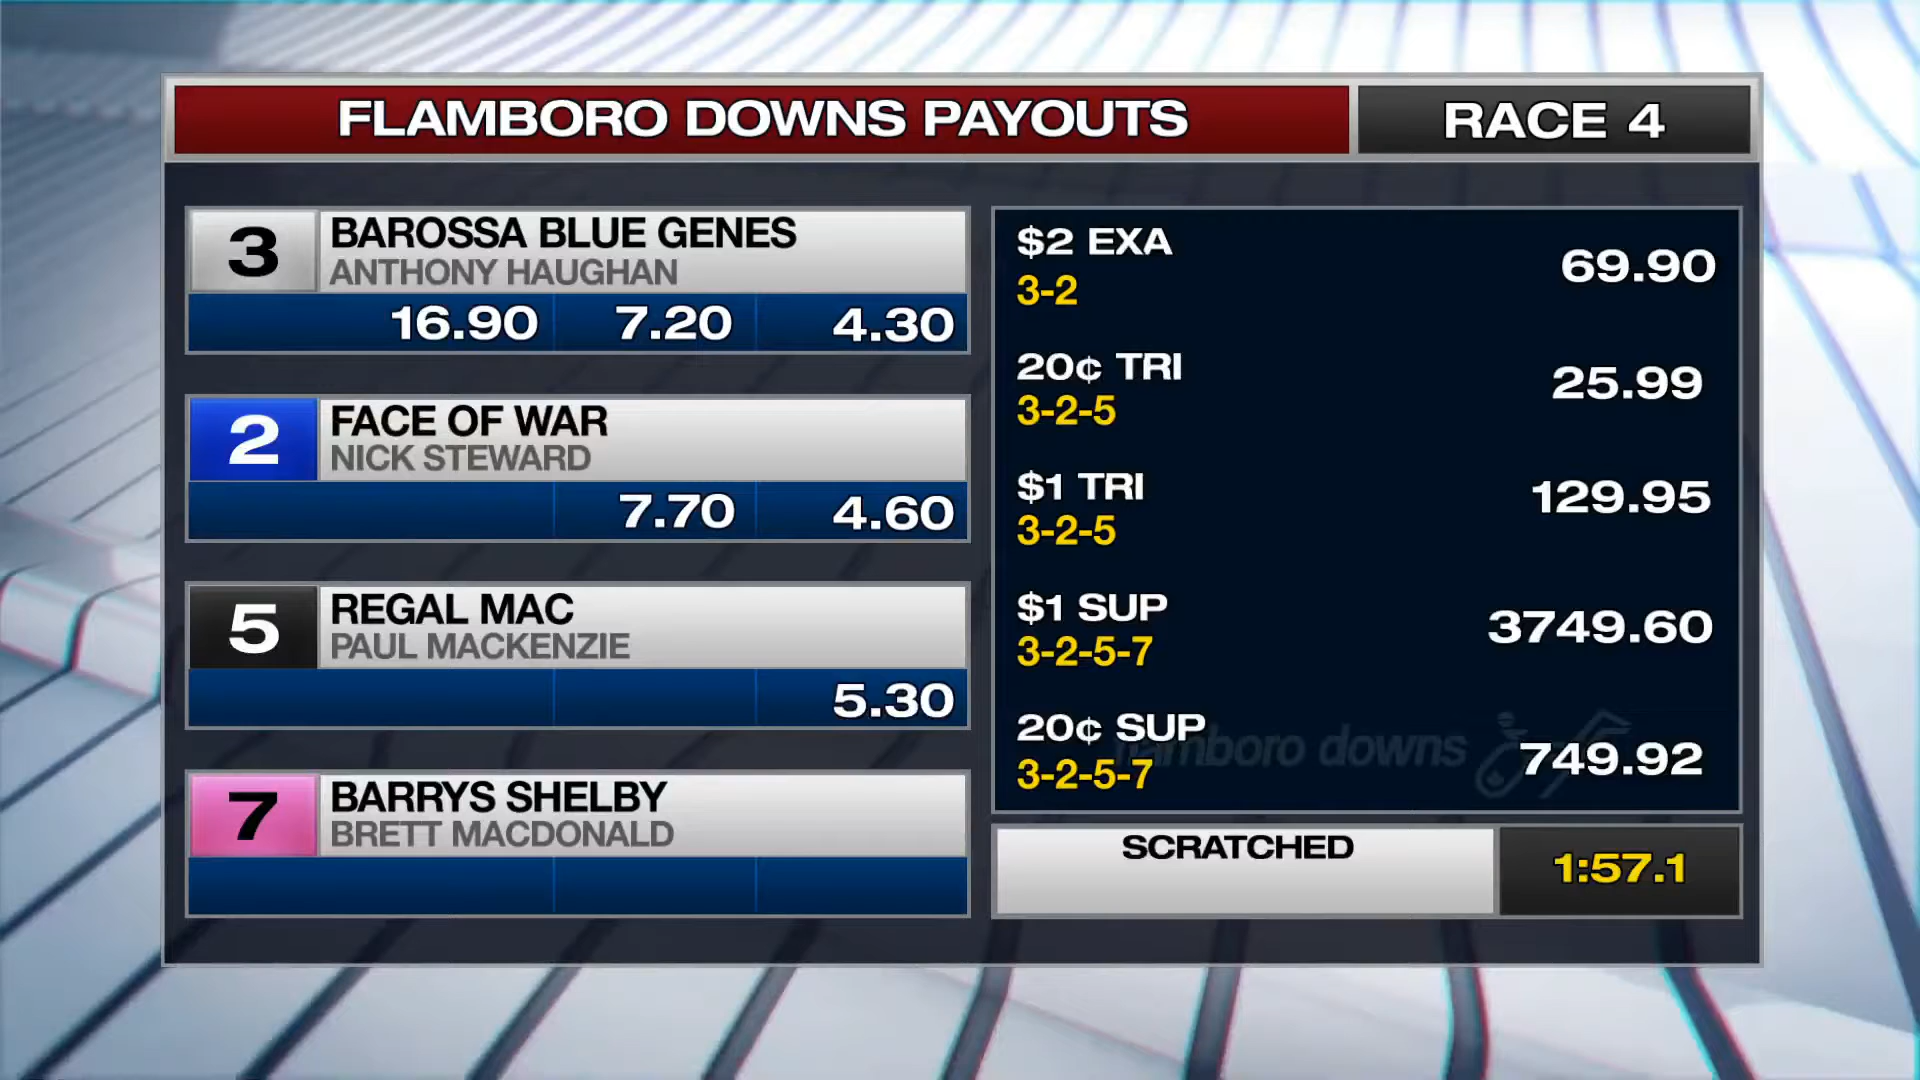 FLAMBORO DOWNS PAYOUTS
RACE 4
3
BAROSSA BLUE GENES
ANTHONY HAUGHAN
16.90 7.20 4.30
2
FACE OF WAR
NICK STEWARD
7.70 4.60
5
REGAL MAC
PAUL MACKENZIE
5.30
7
BARRYS SHELBY
BRETT MACDONALD
$2 EXA
3-2
69.90
20¢ TRI
3-2-5
25.99
$1 TRI
3-2-5
129.95
$1 SUP
3-2-5-7
3749.60
20¢ SUP
3-2-5-7
749.92
flamboro downs
SCRATCHED
1:57.1